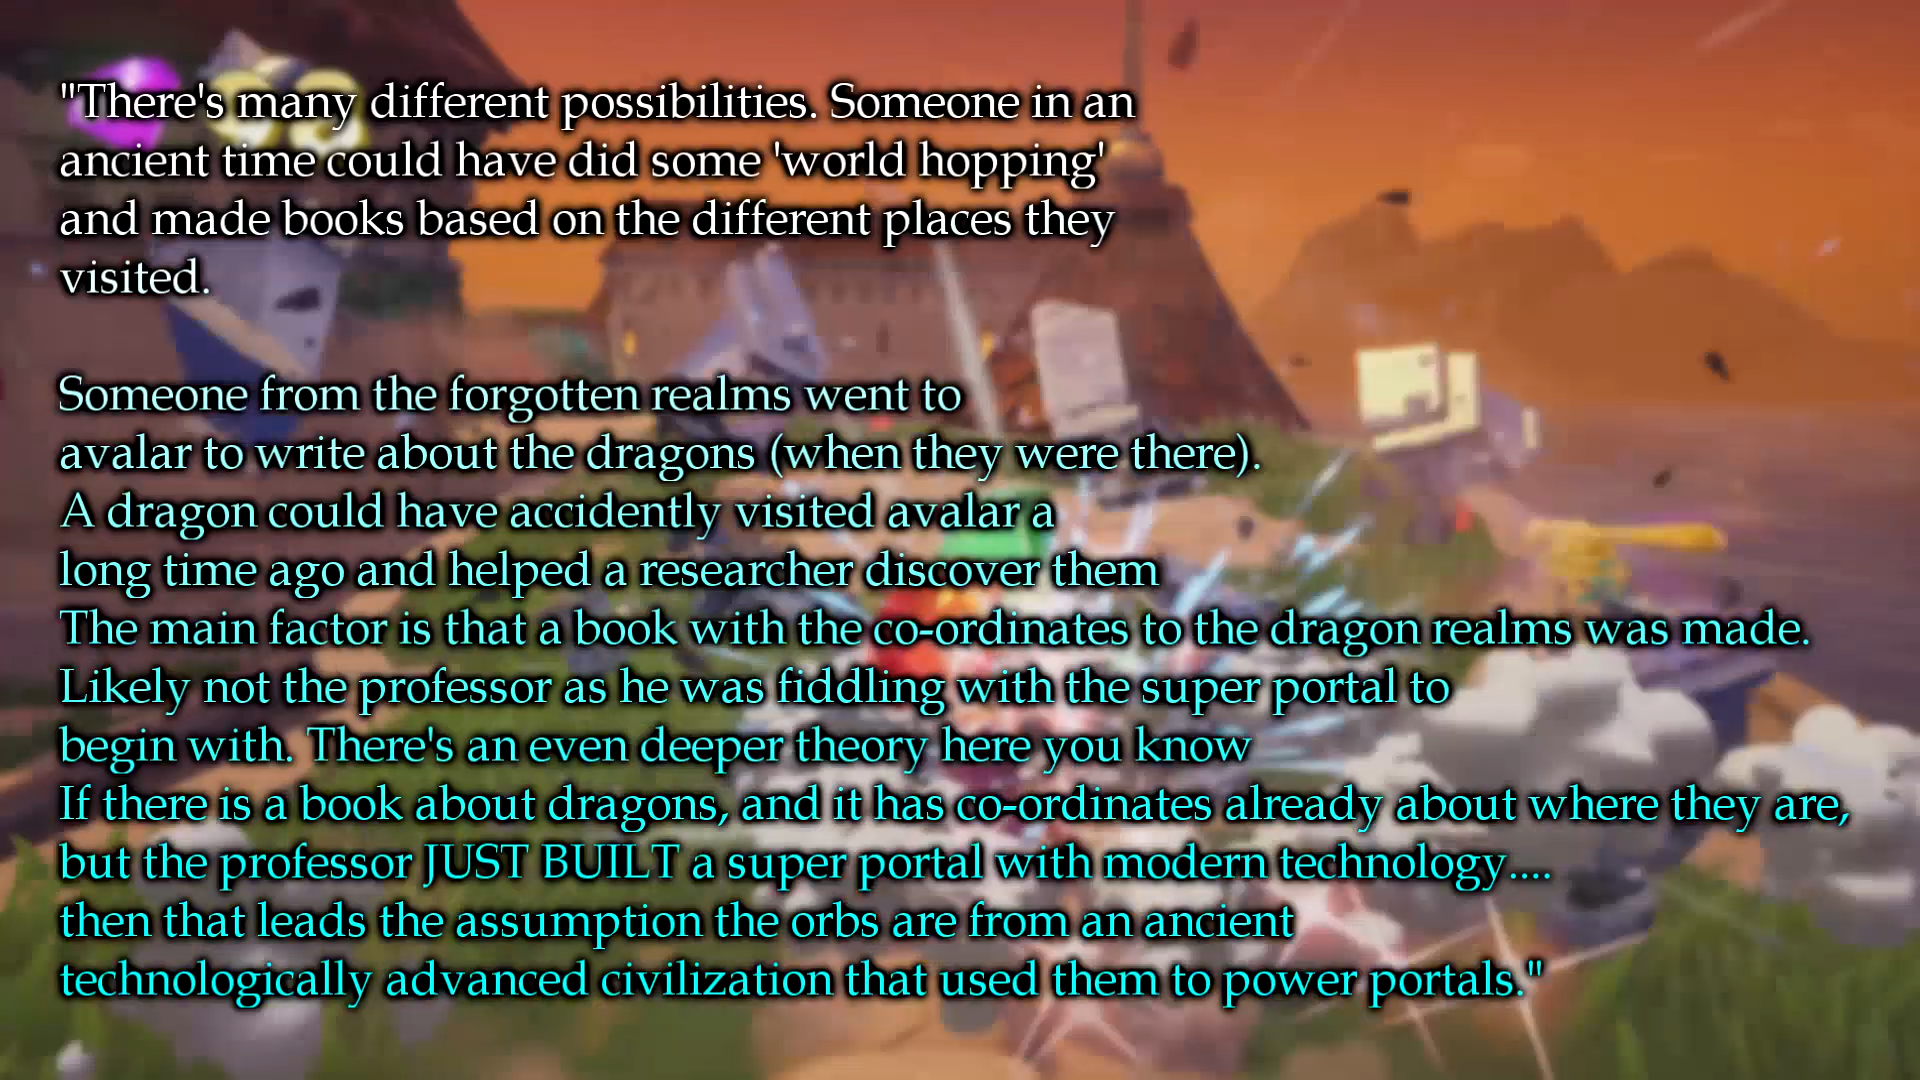 "There's many different possibilities. Someone in an
ancient time could have did some 'world hopping'
and made books based on the different places they
visited.
Someone from the forgotten realms went to
avalar to write about the dragons (when they were there).
A dragon could have accidently visited avalar a
long time ago and helped a researcher discover them
The main factor is that a book with the co-ordinates to the dragon realms was made.
Likely not the professor as he was fiddling with the super portal to
begin with. There's an even deeper theory here you know
If there is a book about dragons, and it has co-ordinates already about where they are,
but the professor JUST BUILT a super portal with modern technology....
then that leads the assumption the orbs are from an ancient
technologically advanced civilization that used them to power portals."